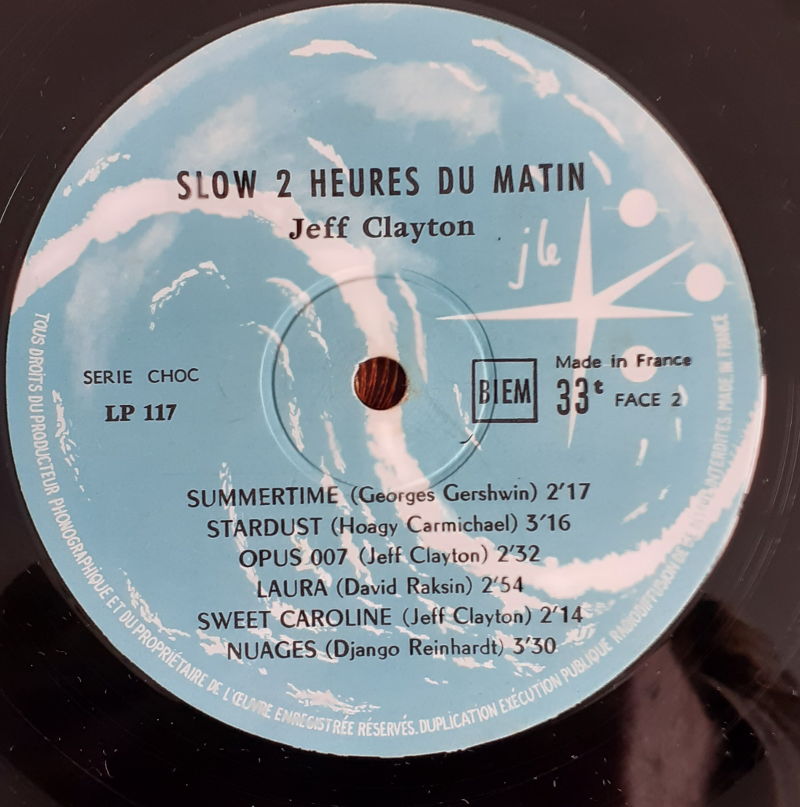 SLOW 2 HEURES DU MATIN
Jeff Clayton
jle
SERIE CHOC
LP 117
BIEM
Made in France
33t FACE 2
SUMMERTIME (Georges Gershwin) 2'17
STARDUST (Hoagy Carmichael) 3'16
OPUS 007 (Jeff Clayton) 2'32
LAURA (David Raksin) 2'54
SWEET CAROLINE (Jeff Clayton) 2'14
NUAGES (Django Reinhardt) 3'30
TOUS DROITS DU PRODUCTEUR PHONOGRAPHIQUE ET DU PROPRIÉTAIRE DE L'ŒUVRE ENREGISTRÉE RÉSERVÉS. DUPLICATION EXÉCUTION PUBLIQUE RADIODIFFUSION DE INTERDITES. MADE IN FRANCE